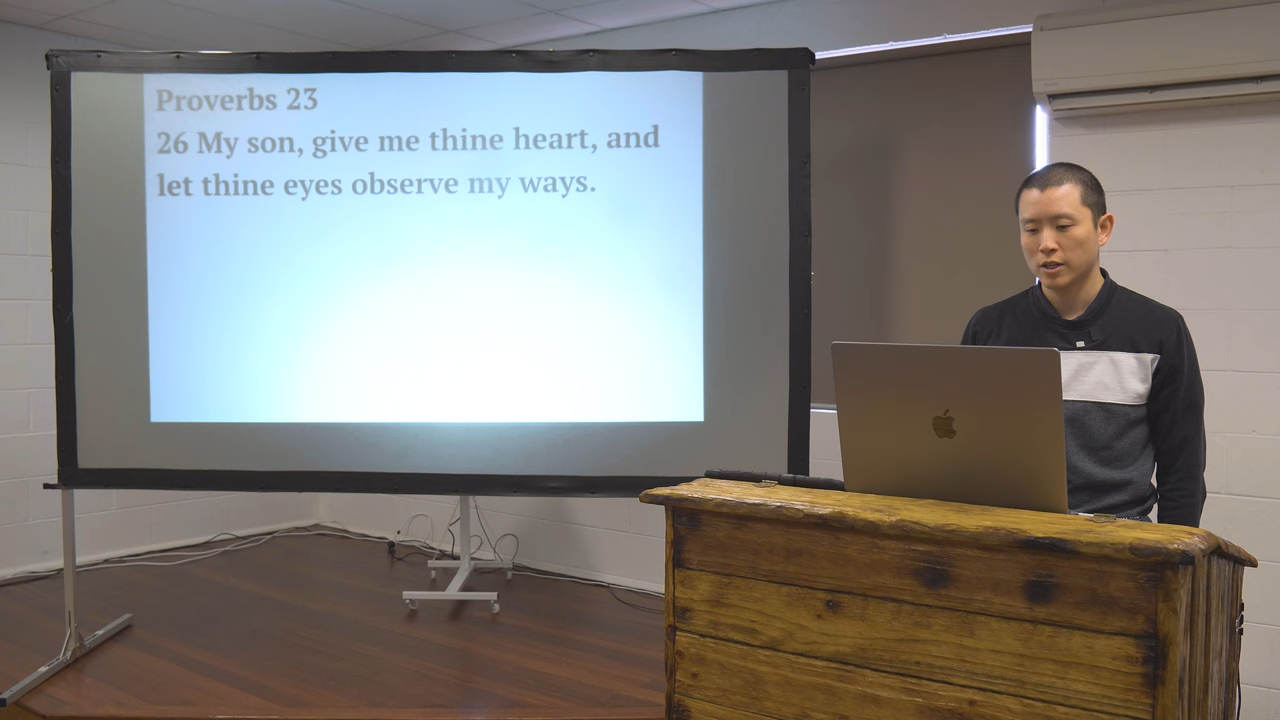 Proverbs 23
26 My son, give me thine heart, and
let thine eyes observe my ways.